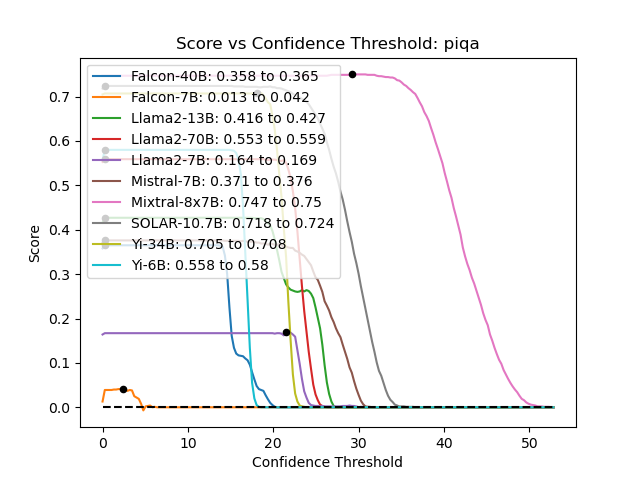 Score vs Confidence Threshold: piqa
Falcon-40B: 0.358 to 0.365
Falcon-7B: 0.013 to 0.042
Llama2-13B: 0.416 to 0.427
Llama2-70B: 0.553 to 0.559
Llama2-7B: 0.164 to 0.169
Mistral-7B: 0.371 to 0.376
Mixtral-8x7B: 0.747 to 0.75
SOLAR-10.7B: 0.718 to 0.724
Yi-34B: 0.705 to 0.708
Yi-6B: 0.558 to 0.58
Score
0.7
0.6
0.5
0.4
0.3
0.2
0.1
0.0
0 10 20 30 40 50
Confidence Threshold